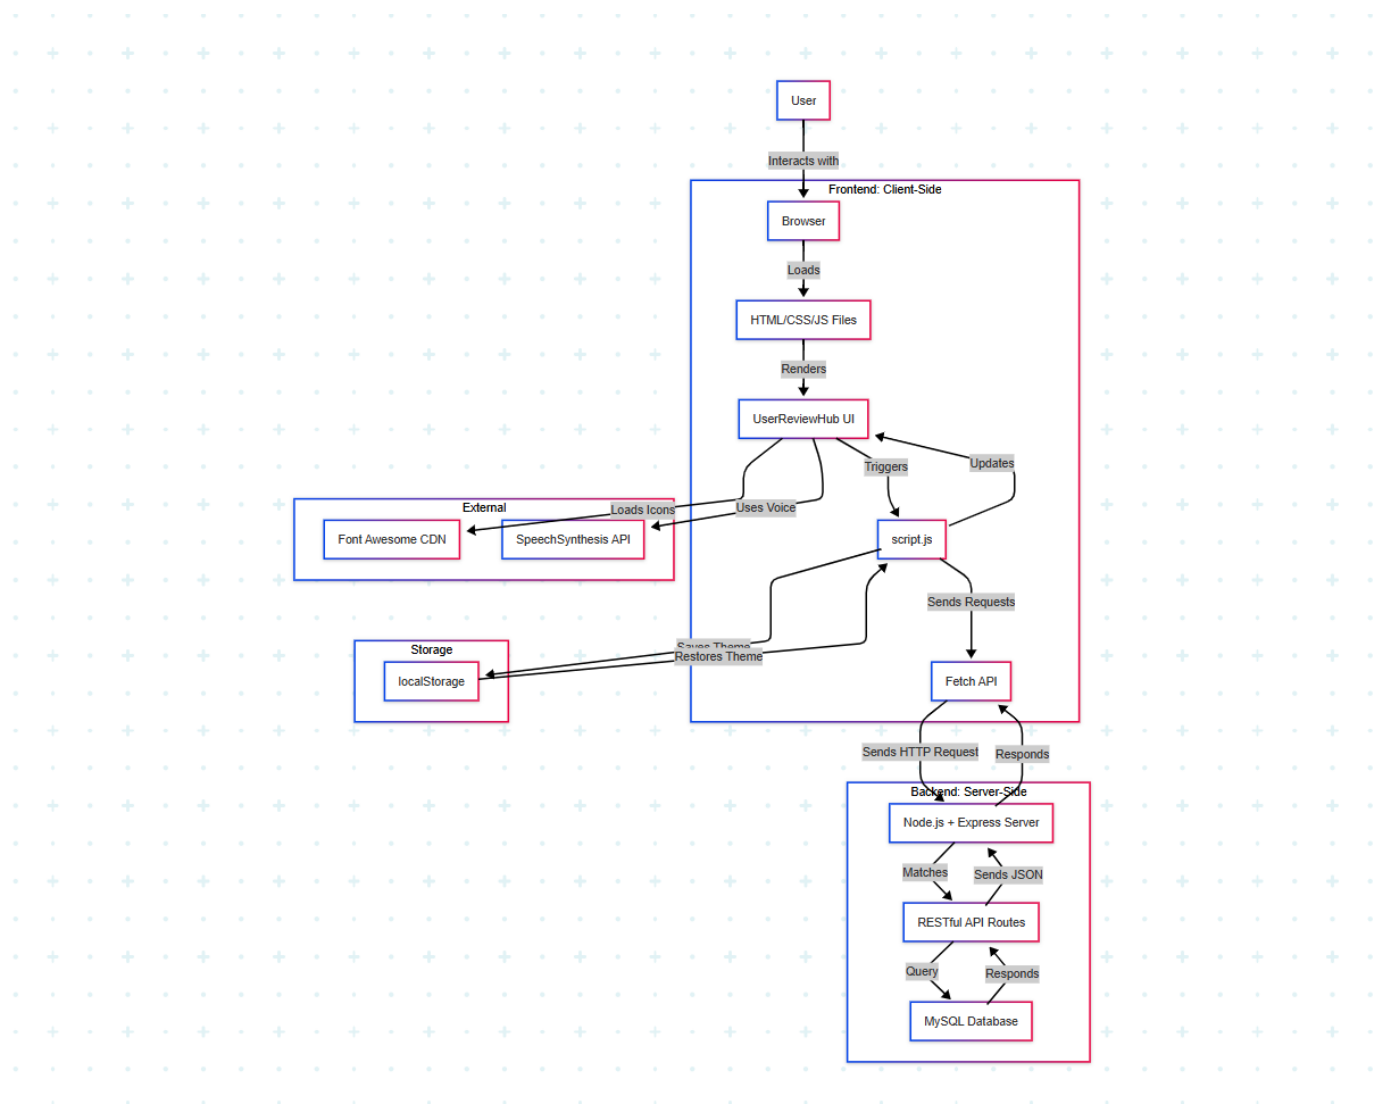 User
Interacts with
Frontend: Client-Side
Browser
Loads
HTML/CSS/JS Files
Renders
UserReviewHub UI
Triggers
Updates
External
Loads Icons
Uses Voice
Font Awesome CDN
SpeechSynthesis API
script.js
Sends Requests
Storage
Saves Theme
Restores Theme
localStorage
Fetch API
Sends HTTP Request
Responds
Backend: Server-Side
Node.js + Express Server
Matches
Sends JSON
RESTful API Routes
Query
Responds
MySQL Database